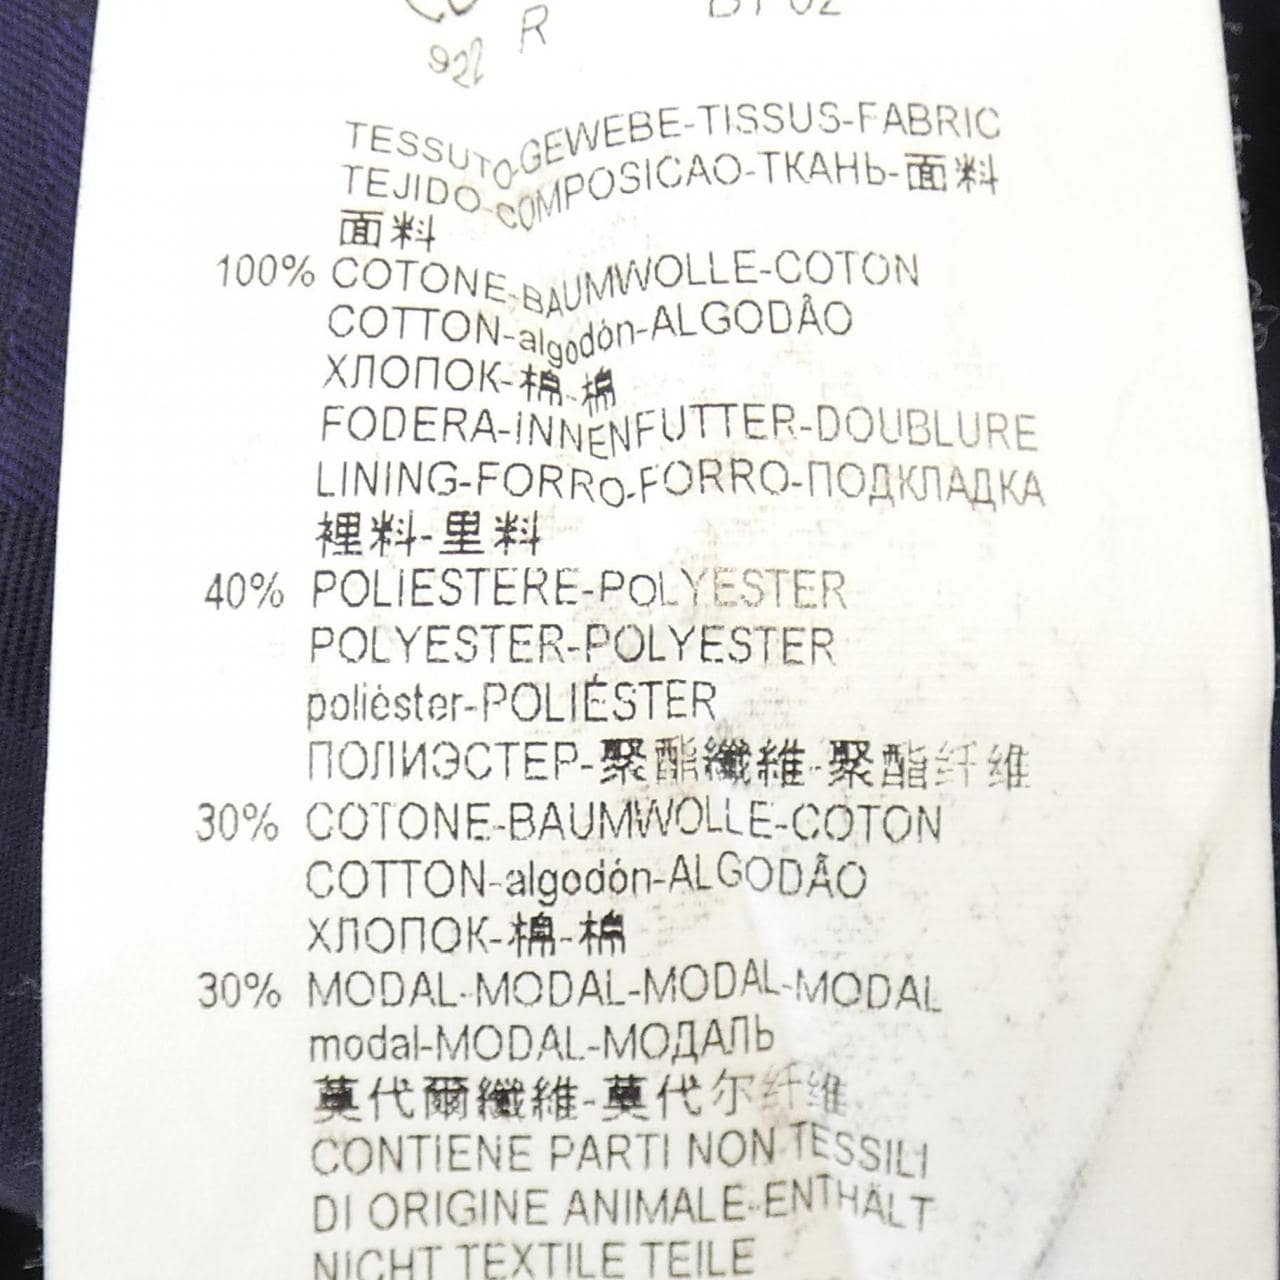 922 R
TESSUTO-GEWEBE-TISSUS-FABRIC
TEJIDO-COMPOSICAO-ТКАНЬ-面料
面料
100% COTONE-BAUMWOLLE-COTON
COTTON-algodón-ALGODÂO
ХЛОПОК-棉-棉
FODERA-INNENFUTTER-DOUBLURE
LINING-FORRO-FORRO-ПОДКЛАДКА
裡料-里料
40% POLIESTERE-POLYESTER
POLYESTER-POLYESTER
poliéster-POLIÉSTER
ПОЛИЭСТЕР-聚酯纖維-聚酯纤维
30% COTONE-BAUMWOLLE-COTON
COTTON-algodón-ALGODÂO
ХЛОПОК-棉-棉
30% MODAL-MODAL-MODAL-MODAL
modal-MODAL-МОДАЛЬ
莫代爾纖維-莫代尔纤维
CONTIENE PARTI NON TESSILI
DI ORIGINE ANIMALE-ENTHÄLT
NICHT TEXTILE TEILE